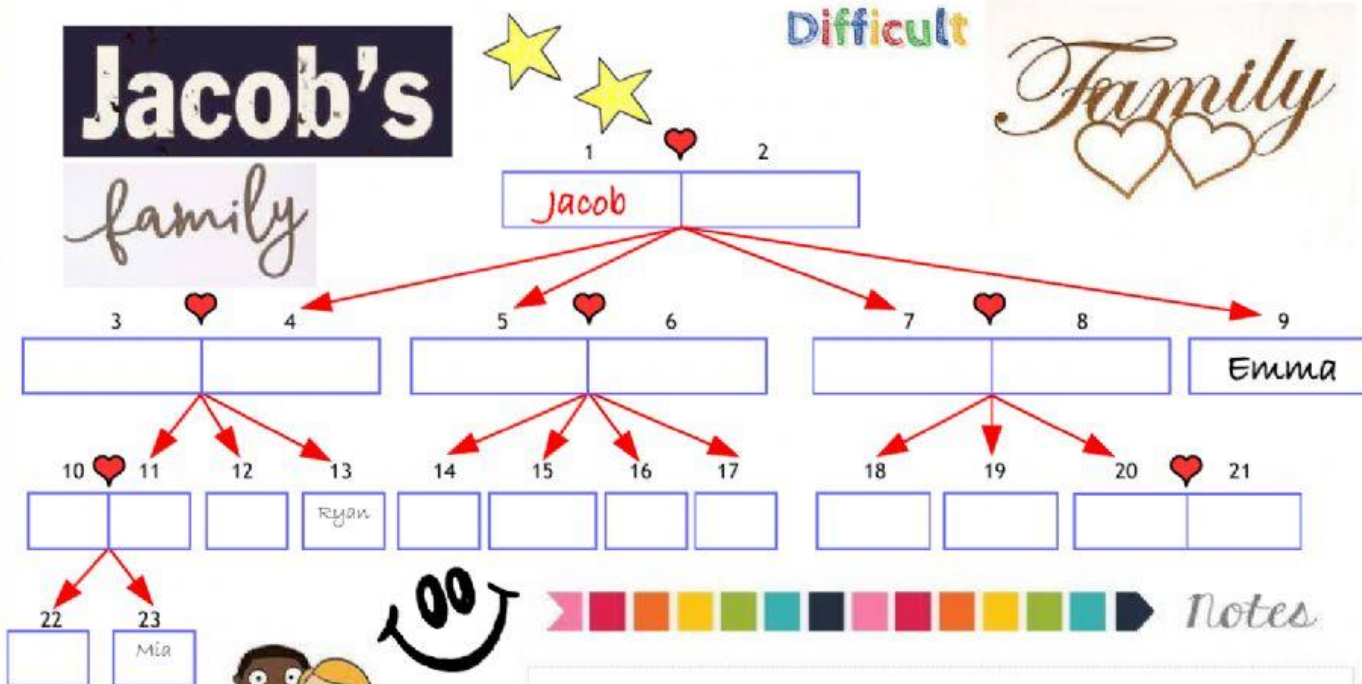 Difficult
Jacob's
family
Family
1 2
Jacob
3 4 5 6 7 8 9
Emma
10 11 12 13 14 15 16 17 18 19 20 21
Ryan
22 23
Mia
Notes